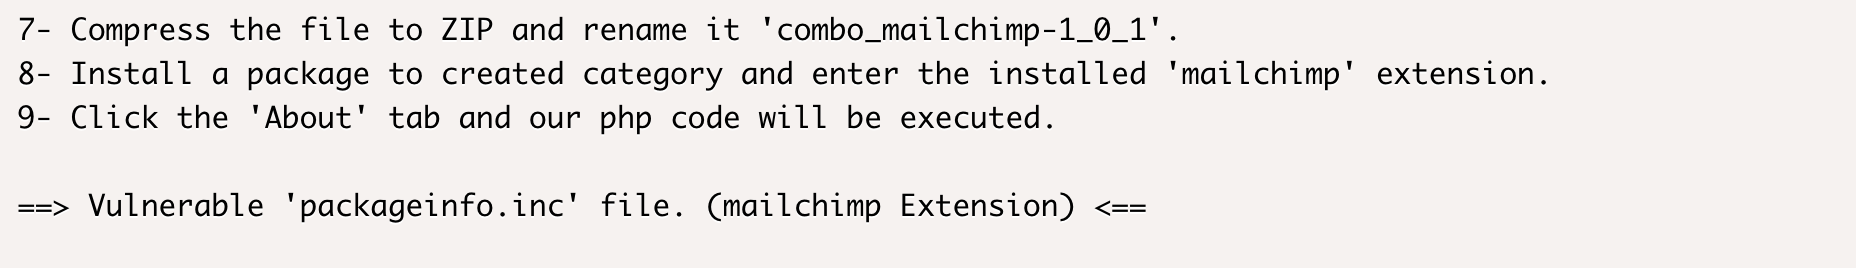 7- Compress the file to ZIP and rename it 'combo_mailchimp-1_0_1'.
8- Install a package to created category and enter the installed 'mailchimp' extension.
9- Click the 'About' tab and our php code will be executed.
==> Vulnerable 'packageinfo.inc' file. (mailchimp Extension) <==